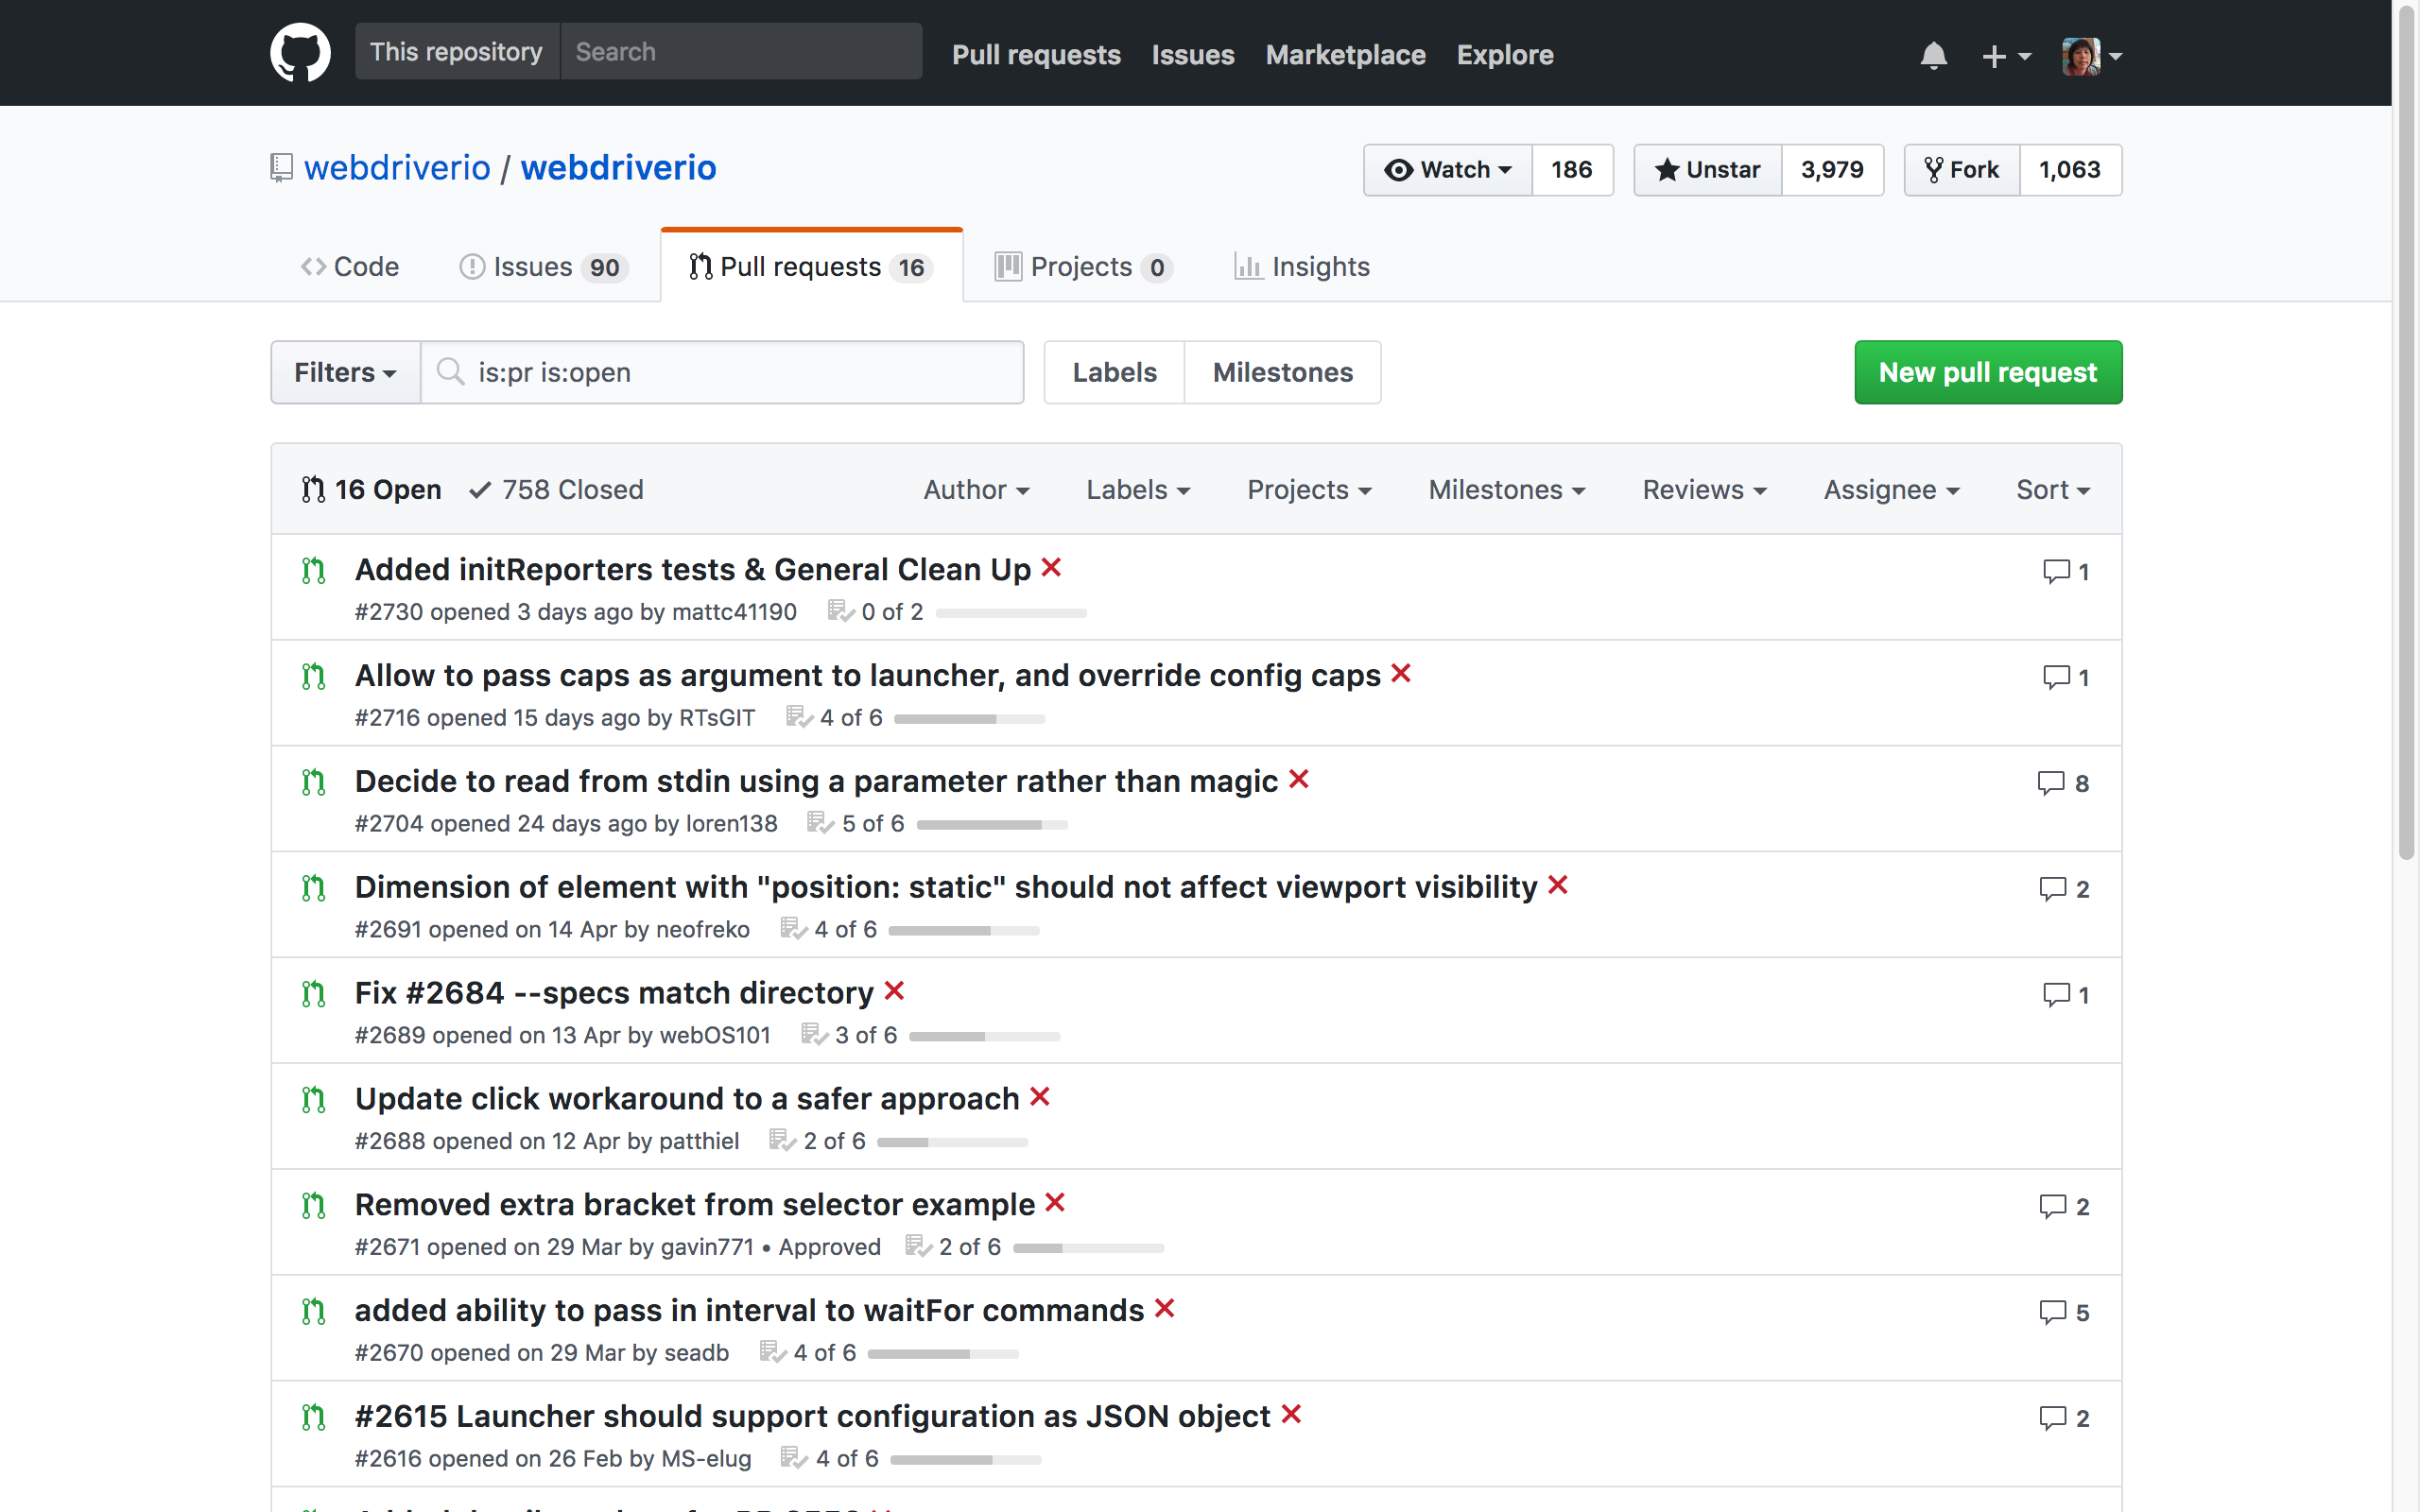 This repository Search Pull requests Issues Marketplace Explore
webdriverio / webdriverio Watch 186 Unstar 3,979 Fork 1,063
Code Issues 90 Pull requests 16 Projects 0 Insights
Filters is:pr is:open Labels Milestones New pull request
16 Open 758 Closed Author Labels Projects Milestones Reviews Assignee Sort
Added initReporters tests & General Clean Up 1
#2730 opened 3 days ago by mattc41190 0 of 2
Allow to pass caps as argument to launcher, and override config caps 1
#2716 opened 15 days ago by RTsGIT 4 of 6
Decide to read from stdin using a parameter rather than magic 8
#2704 opened 24 days ago by loren138 5 of 6
Dimension of element with "position: static" should not affect viewport visibility 2
#2691 opened on 14 Apr by neofreko 4 of 6
Fix #2684 --specs match directory 1
#2689 opened on 13 Apr by webOS101 3 of 6
Update click workaround to a safer approach
#2688 opened on 12 Apr by patthiel 2 of 6
Removed extra bracket from selector example 2
#2671 opened on 29 Mar by gavin771 • Approved 2 of 6
added ability to pass in interval to waitFor commands 5
#2670 opened on 29 Mar by seadb 4 of 6
#2615 Launcher should support configuration as JSON object 2
#2616 opened on 26 Feb by MS-elug 4 of 6